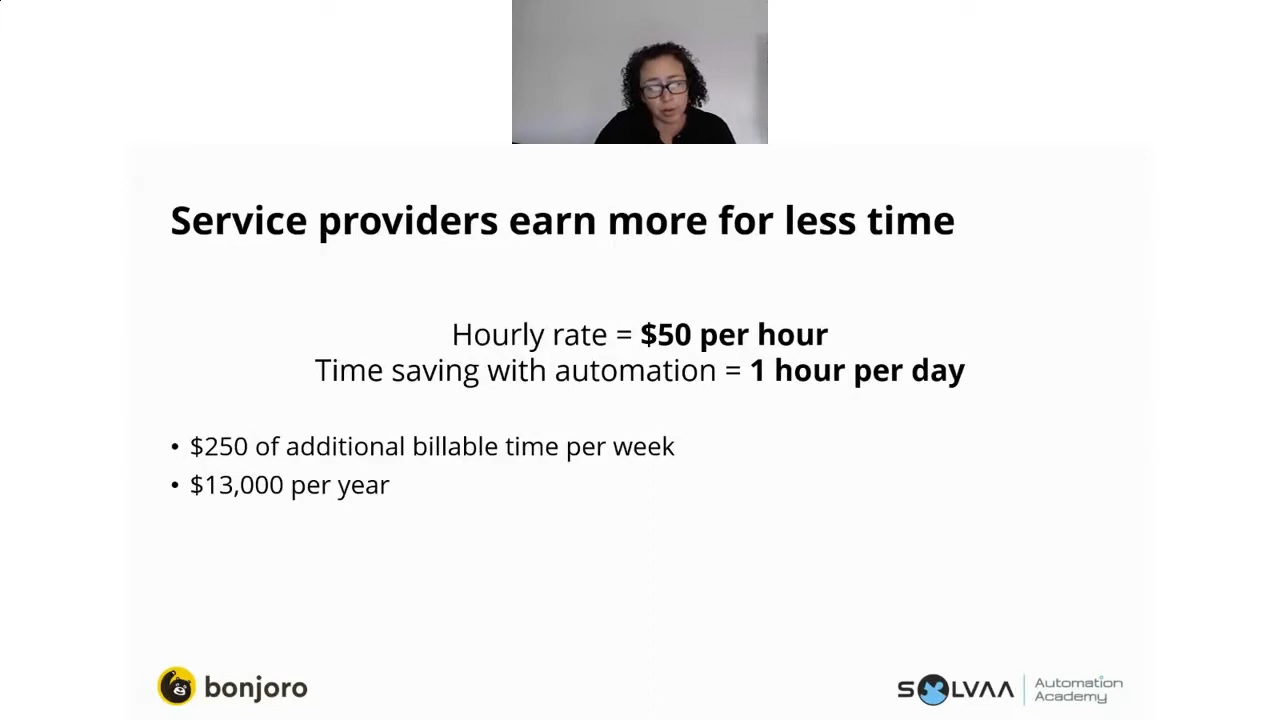 Service providers earn more for less time
Hourly rate = $50 per hour
Time saving with automation = 1 hour per day
• $250 of additional billable time per week
• $13,000 per year
bonjoro
SOLVAA
Automation
Academy